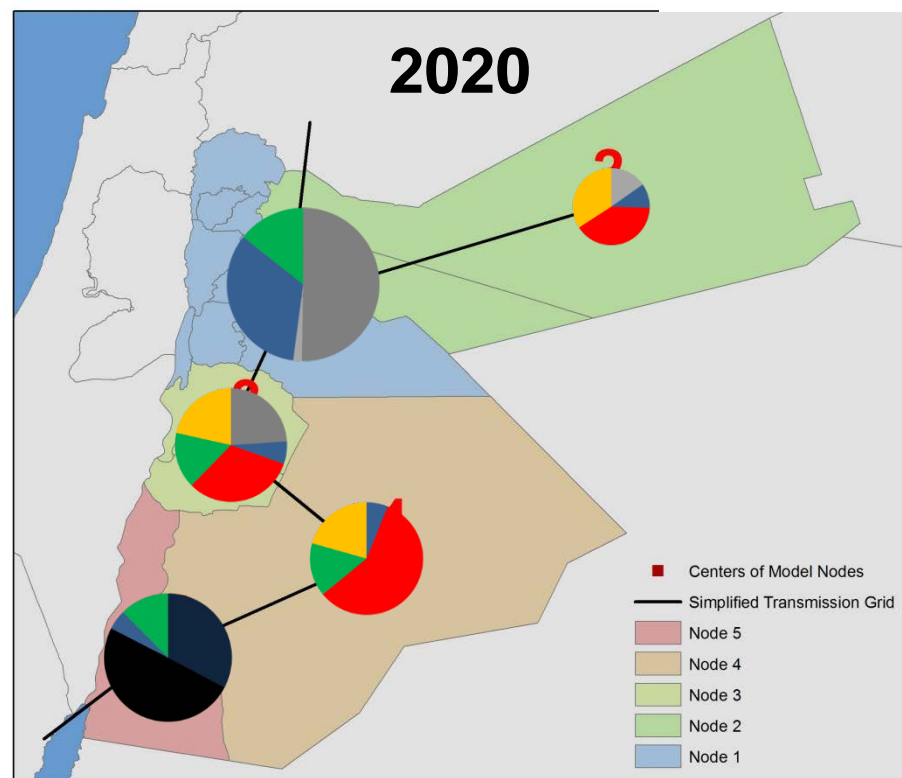 2020
Centers of Model Nodes
Simplified Transmission Grid
Node 5
Node 4
Node 3
Node 2
Node 1